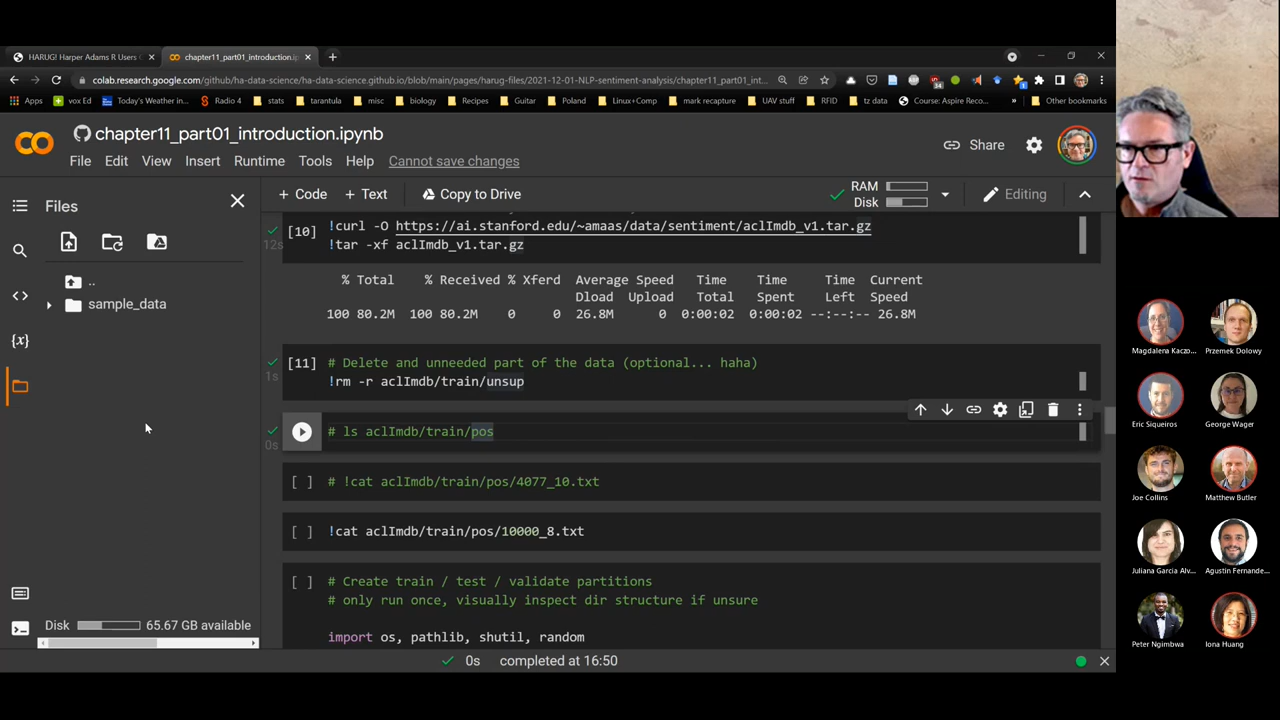 HARUG! Harper Adams R Users
chapter11_part01_introduction.ip
colab.research.google.com/github/ha-data-science/ha-data-science.github.io/blob/main/pages/harug-files/2021-12-01-NLP-sentiment-analysis/chapter11_part01_int...
Apps
vox Ed
Today's Weather in...
Radio 4
stats
tarantula
misc
biology
Recipes
Guitar
Poland
Linux+Comp
mark recapture
UAV stuff
RFID
tz data
Course: Aspire Reco...
»
Other bookmarks
chapter11_part01_introduction.ipynb
File Edit View Insert Runtime Tools Help Cannot save changes
Share
Files
+ Code + Text Copy to Drive
RAM
Disk
Editing
..
sample_data
[10] !curl -O https://ai.stanford.edu/~amaas/data/sentiment/aclImdb_v1.tar.gz
12s !tar -xf aclImdb_v1.tar.gz
% Total % Received % Xferd Average Speed Time Time Time Current
Dload Upload Total Spent Left Speed
100 80.2M 100 80.2M 0 0 26.8M 0 0:00:02 0:00:02 --:--:-- 26.8M
[11] # Delete and unneeded part of the data (optional... haha)
1s !rm -r aclImdb/train/unsup
# ls aclImdb/train/pos
0s
[ ] # !cat aclImdb/train/pos/4077_10.txt
[ ] !cat aclImdb/train/pos/10000_8.txt
[ ] # Create train / test / validate partitions
# only run once, visually inspect dir structure if unsure
import os, pathlib, shutil, random
Disk 65.67 GB available
0s completed at 16:50
Magdalena Kaczo...
Przemek Dolowy
Eric Siqueiros
George Wager
Joe Collins
Matthew Butler
Juliana Garcia Alv...
Agustin Fernande...
Peter Ngimbwa
Iona Huang